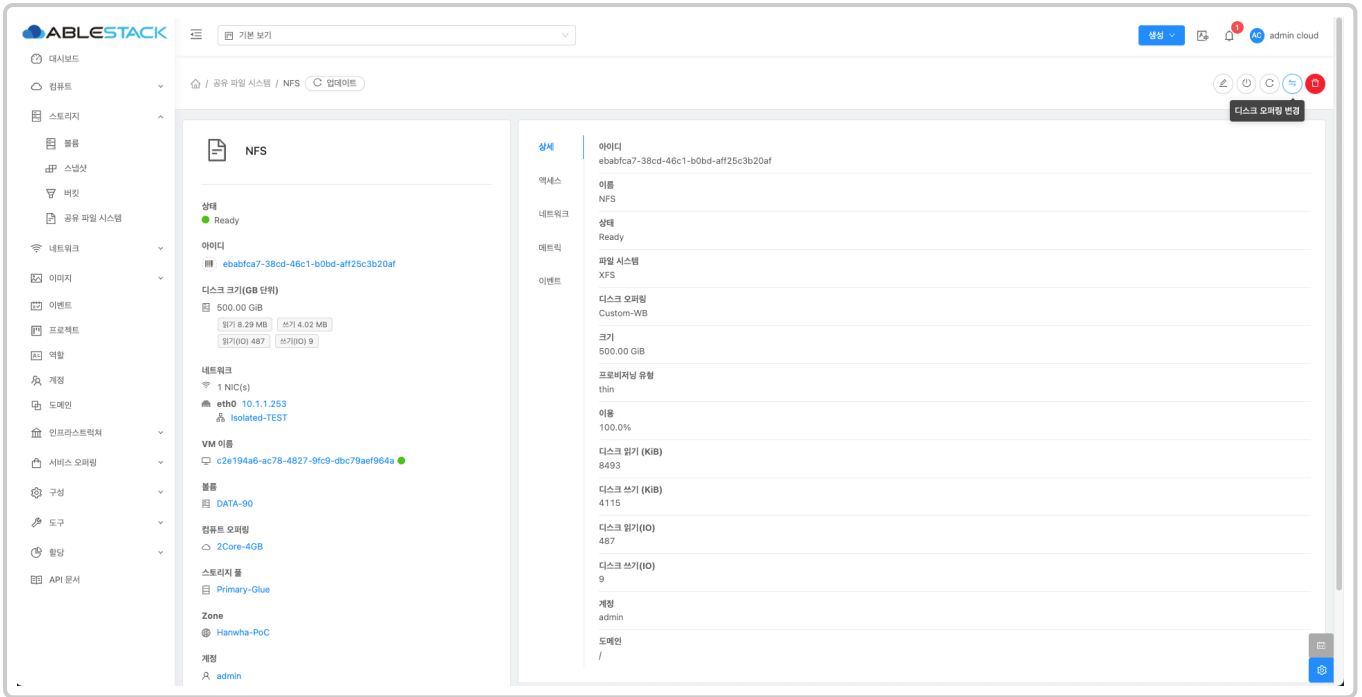 ABLESTACK
기본 보기
생성
1
AC
admin cloud
대시보드
컴퓨트
스토리지
볼륨
스냅샷
버킷
공유 파일 시스템
네트워크
이미지
이벤트
프로젝트
역할
계정
도메인
인프라스트럭쳐
서비스 오퍼링
구성
도구
할당
API 문서
/ 공유 파일 시스템 / NFS
업데이트
디스크 오퍼링 변경
NFS
상태
Ready
아이디
ebabfca7-38cd-46c1-b0bd-aff25c3b20af
디스크 크기(GB 단위)
500.00 GiB
읽기 8.29 MB 쓰기 4.02 MB
읽기(IO) 487 쓰기(IO) 9
네트워크
1 NIC(s)
eth0 10.1.1.253
Isolated-TEST
VM 이름
c2e194a6-ac78-4827-9fc9-dbc79aef964a
볼륨
DATA-90
컴퓨트 오퍼링
2Core-4GB
스토리지 풀
Primary-Glue
Zone
Hanwha-PoC
계정
admin
상세
액세스
네트워크
메트릭
이벤트
아이디
ebabfca7-38cd-46c1-b0bd-aff25c3b20af
이름
NFS
상태
Ready
파일 시스템
XFS
디스크 오퍼링
Custom-WB
크기
500.00 GiB
프로비저닝 유형
thin
이용
100.0%
디스크 읽기 (KiB)
8493
디스크 쓰기 (KiB)
4115
디스크 읽기(IO)
487
디스크 쓰기(IO)
9
계정
admin
도메인
/